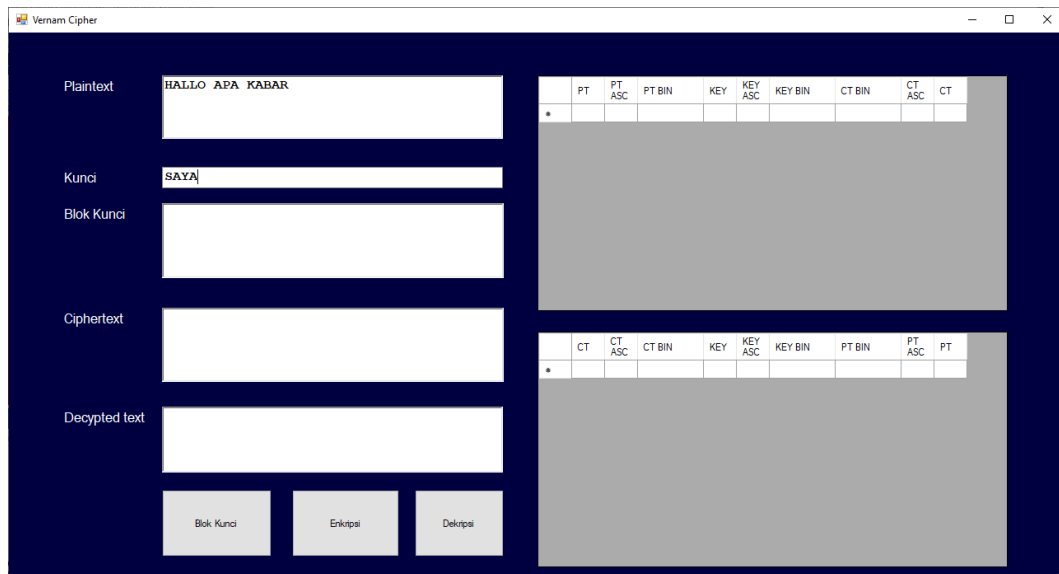 Vernam Cipher
Plaintext
HALLO APA KABAR
Kunci
SAYA
Blok Kunci
Ciphertext
Decypted text
Blok Kunci Enkripsi Dekripsi
PT PT ASC PT BIN KEY KEY ASC KEY BIN CT BIN CT ASC CT
CT CT ASC CT BIN KEY KEY ASC KEY BIN PT BIN PT ASC PT